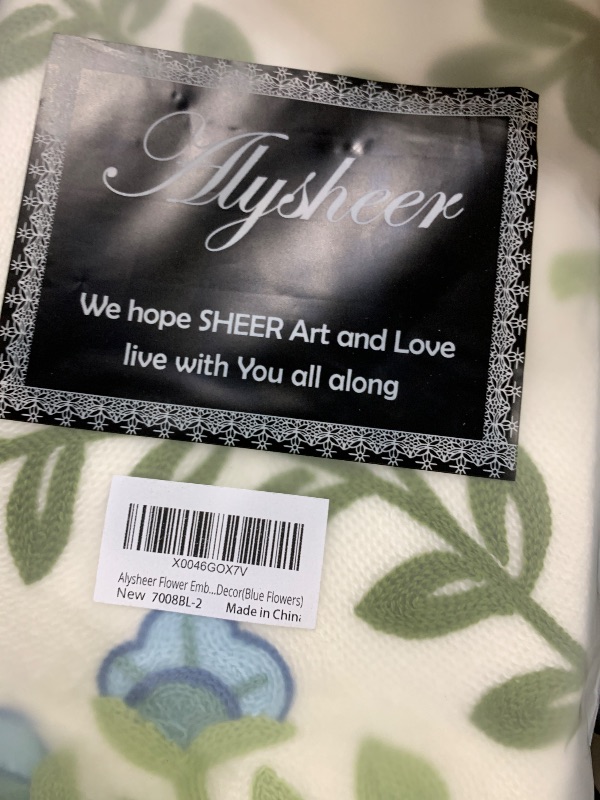 Alysheer
We hope SHEER Art and Love
live with You all along
X0046GOX7V
Alysheer Flower Emb...Decor(Blue Flowers)
New 7008BL-2 Made in China